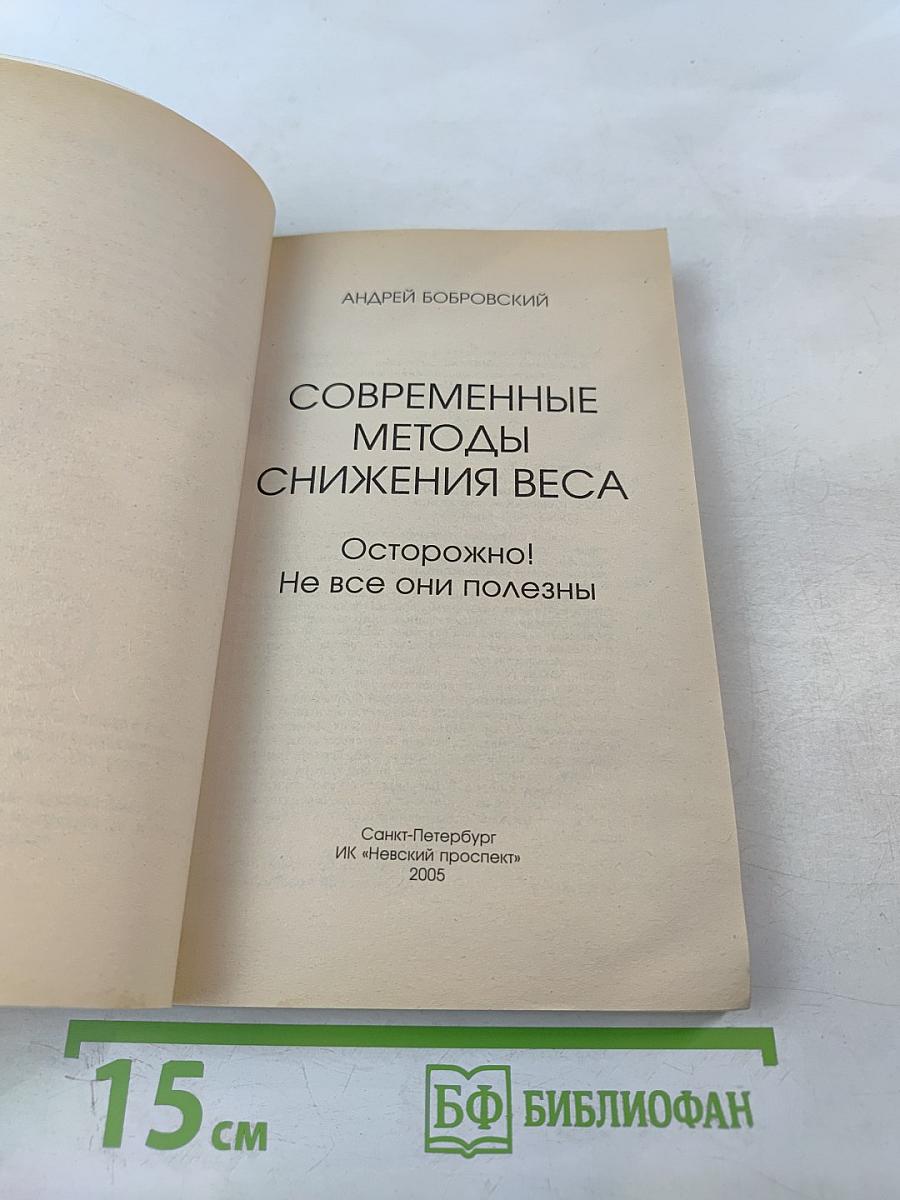 АНДРЕЙ БОБРОВСКИЙ
СОВРЕМЕННЫЕ
МЕТОДЫ
СНИЖЕНИЯ ВЕСА
Осторожно!
Не все они полезны
Санкт-Петербург
ИК «Невский проспект»
2005
15 см
БФ БИБЛИОФАН